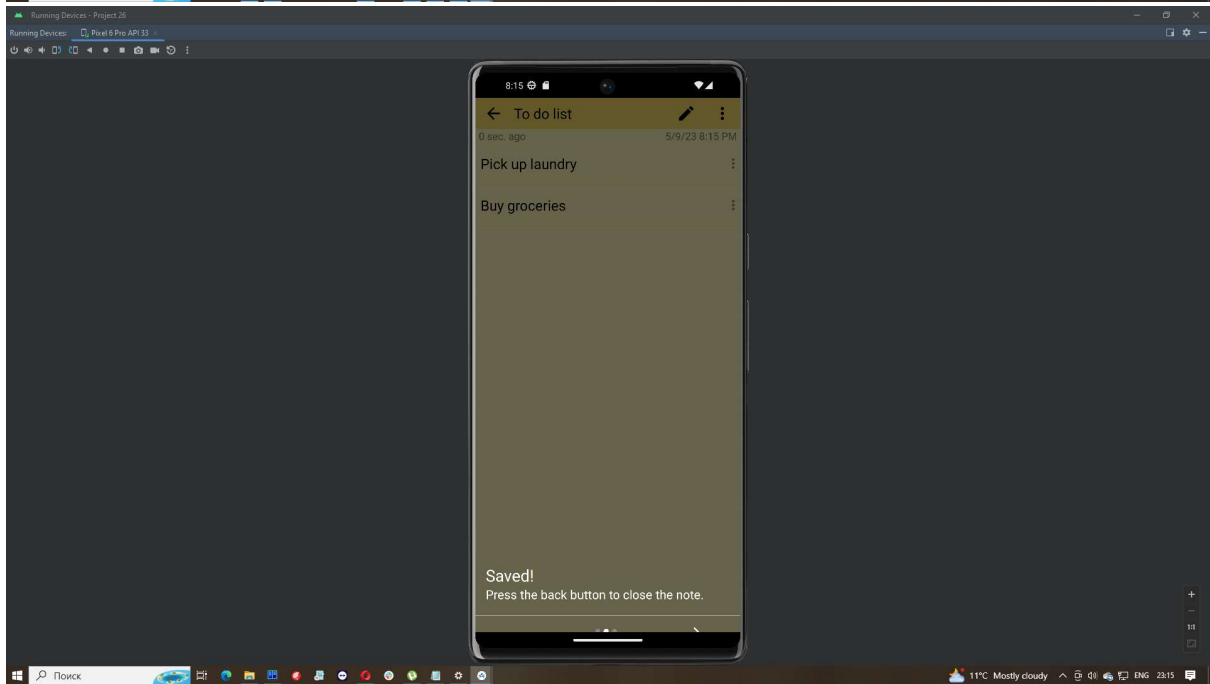 Running Devices - Project 26
Running Devices: Pixel 6 Pro API 33
8:15
To do list
0 sec. ago 5/9/23 8:15 PM
Pick up laundry
Buy groceries
Saved!
Press the back button to close the note.
1:1
Поиск 11°C Mostly cloudy ENG 23:15